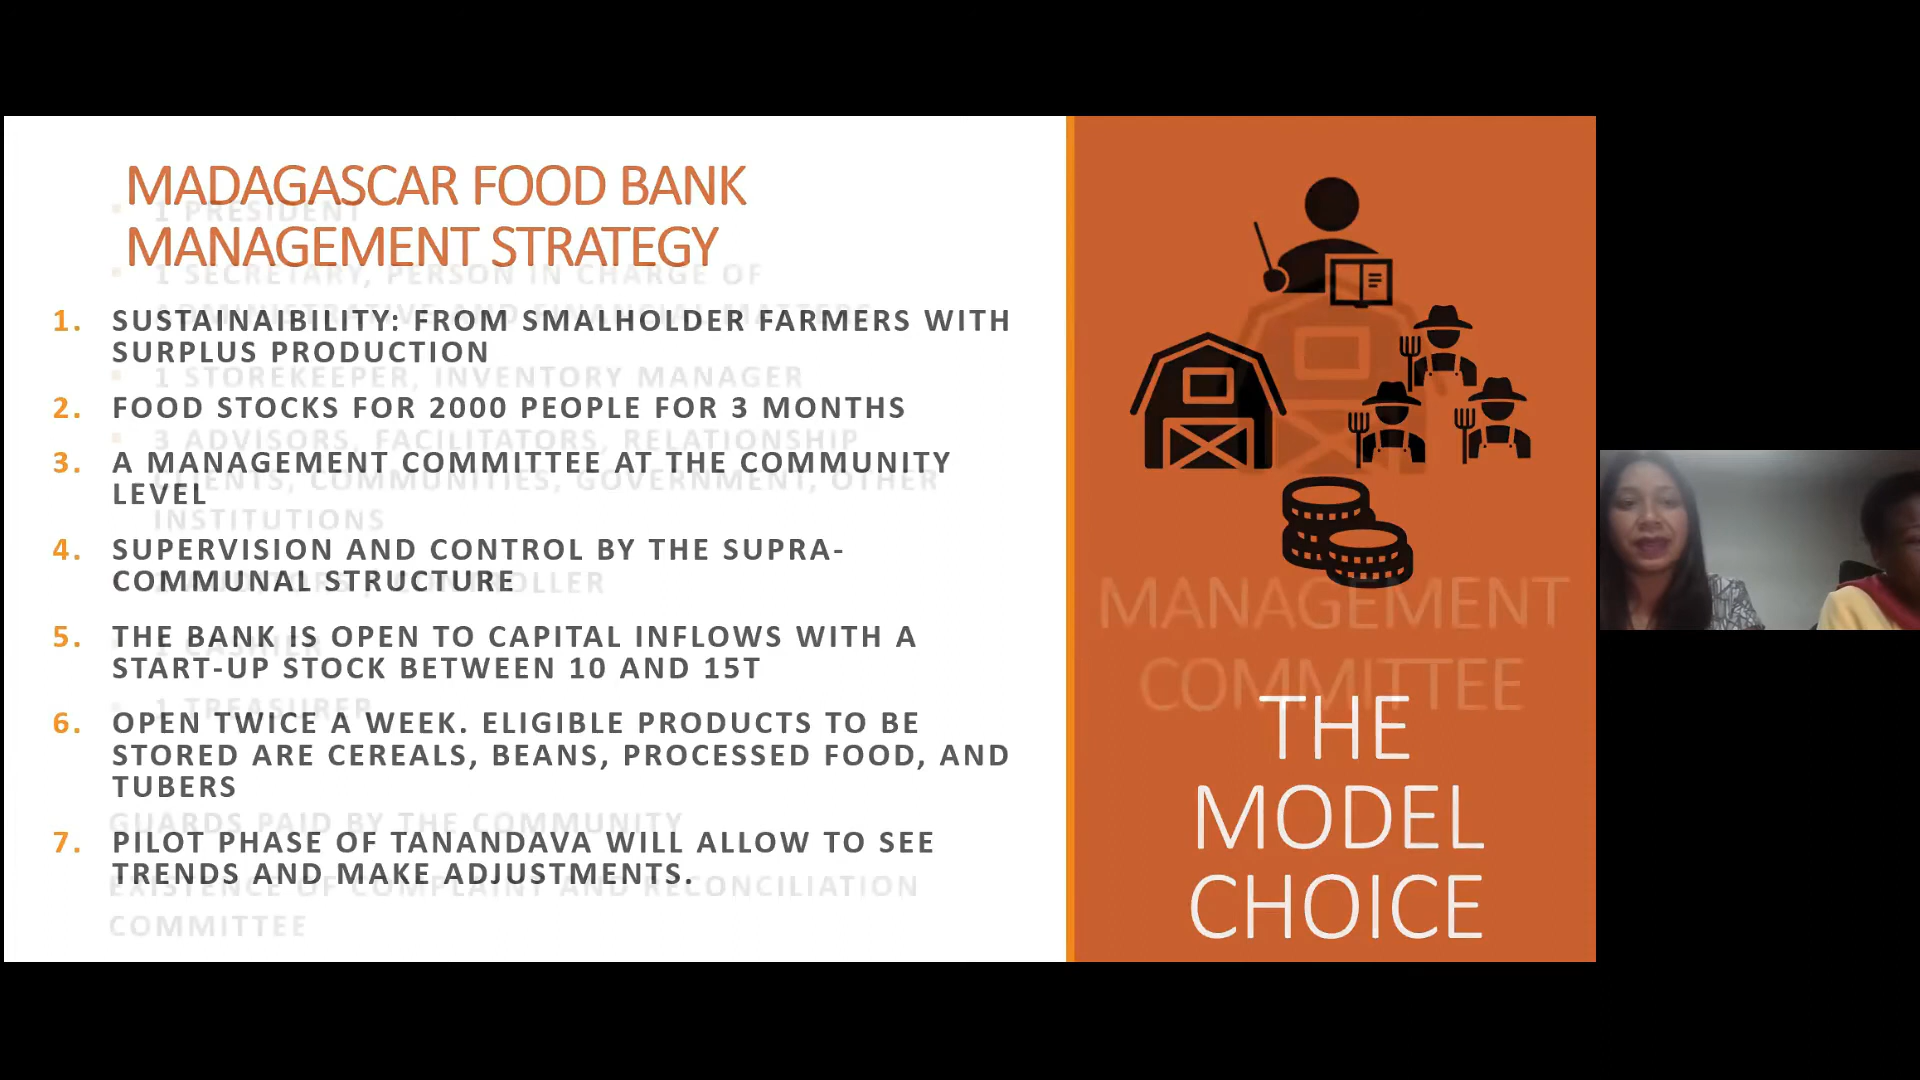 MADAGASCAR FOOD BANK
MANAGEMENT STRATEGY
1. SUSTAINAIBILITY: FROM SMALHOLDER FARMERS WITH
SURPLUS PRODUCTION
2. FOOD STOCKS FOR 2000 PEOPLE FOR 3 MONTHS
3. A MANAGEMENT COMMITTEE AT THE COMMUNITY
LEVEL
4. SUPERVISION AND CONTROL BY THE SUPRA-
COMMUNAL STRUCTURE
5. THE BANK IS OPEN TO CAPITAL INFLOWS WITH A
START-UP STOCK BETWEEN 10 AND 15T
6. OPEN TWICE A WEEK. ELIGIBLE PRODUCTS TO BE
STORED ARE CEREALS, BEANS, PROCESSED FOOD, AND
TUBERS
7. PILOT PHASE OF TANANDAVA WILL ALLOW TO SEE
TRENDS AND MAKE ADJUSTMENTS.
1 PRESIDENT
1 SECRETARY, PERSON IN CHARGE OF
ADMINISTRATIVE AND FINANCIAL MATTERS
1 STOREKEEPER, INVENTORY MANAGER
3 ADVISORS, FACILITATORS, RELATIONSHIP
COMMUNITIES, GOVERNMENT, OTHER
INSTITUTIONS
CONTROLLER
1 CASHIER
1 TREASURER
GUARDS PAID BY THE COMMUNITY
EXISTENCE OF COMPLAINT AND RECONCILIATION
COMMITTEE
MANAGEMENT
COMMITTEE
THE
MODEL
CHOICE